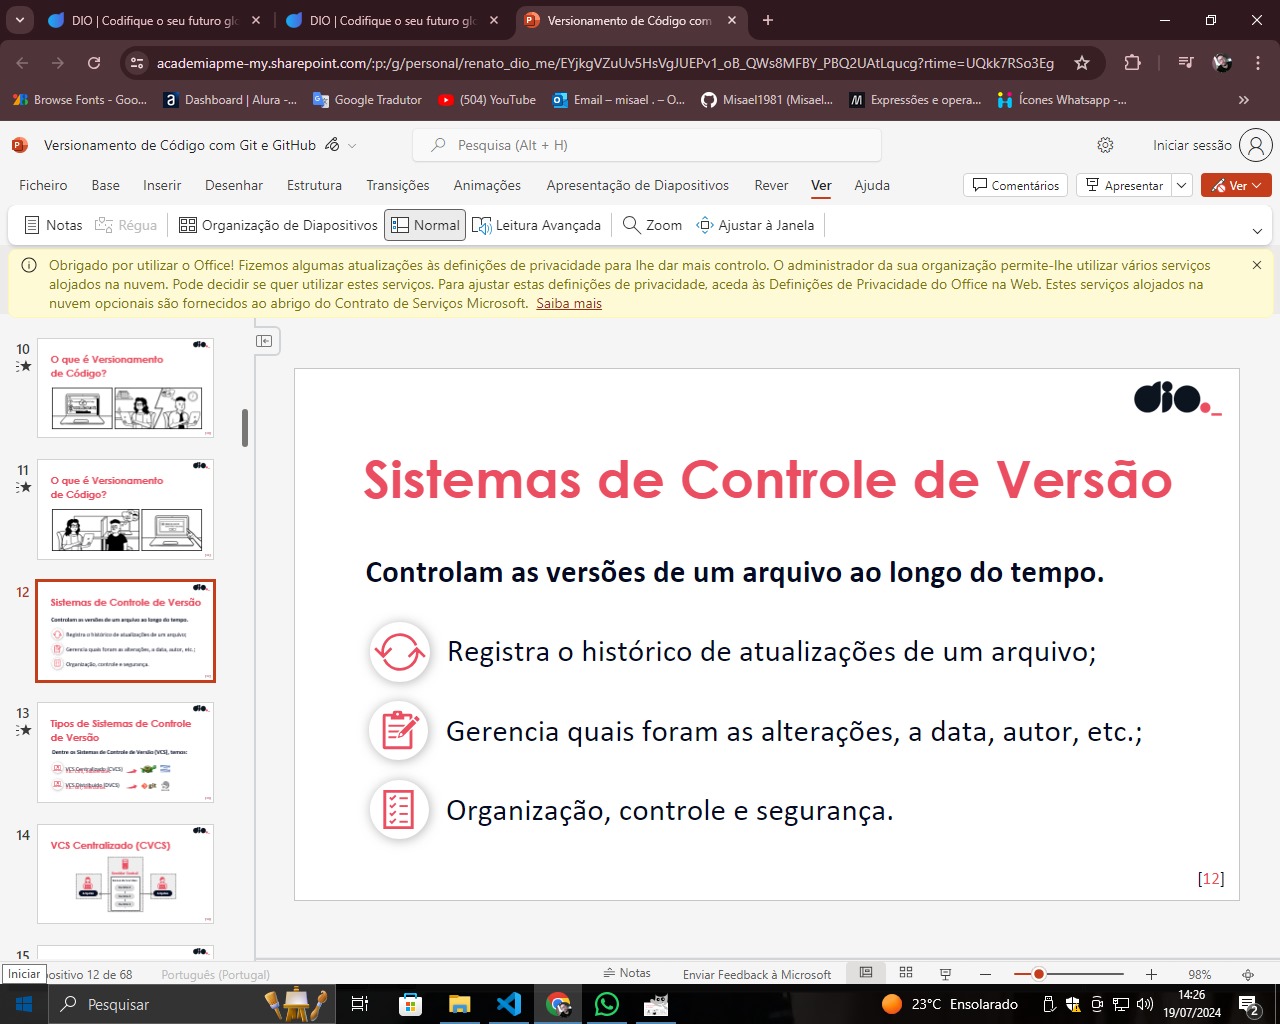 DIO | Codifique o seu futuro glo
DIO | Codifique o seu futuro glo
Versionamento de Código com
academiapme-my.sharepoint.com/:p:/g/personal/renato_dio_me/EYjkgVZuUv5HsVgJUEPv1_oB_QWs8MFBY_PBQ2UAtLqucg?rtime=UQkk7RSo3Eg
Browse Fonts - Goo...
Dashboard | Alura -...
Google Tradutor
(504) YouTube
Email – misael . – O...
Misael1981 (Misael...
Expressões e opera...
Ícones Whatsapp -...
Versionamento de Código com Git e GitHub
Pesquisa (Alt + H)
Iniciar sessão
Ficheiro Base Inserir Desenhar Estrutura Transições Animações Apresentação de Diapositivos Rever Ver Ajuda
Comentários Apresentar Ver
Notas Régua Organização de Diapositivos Normal Leitura Avançada Zoom Ajustar à Janela
Obrigado por utilizar o Office! Fizemos algumas atualizações às definições de privacidade para lhe dar mais controlo. O administrador da sua organização permite-lhe utilizar vários serviços
alojados na nuvem. Pode decidir se quer utilizar estes serviços. Para ajustar estas definições de privacidade, aceda às Definições de Privacidade do Office na Web. Estes serviços alojados na
nuvem opcionais são fornecidos ao abrigo do Contrato de Serviços Microsoft. Saiba mais
10
dio.
O que é Versionamento
de Código?
11
dio.
O que é Versionamento
de Código?
12
dio.
Sistemas de Controle de Versão
Controlam as versões de um arquivo ao longo do tempo.
Registra o histórico de atualizações de um arquivo;
Gerencia quais foram as alterações, a data, autor, etc.;
Organização, controle e segurança.
13
dio.
Tipos de Sistemas de Controle
de Versão
Dentre os Sistemas de Controle de Versão (VCS), temos:
VCS Centralizado (CVCS)
VCS Distribuído (DVCS)
14
dio.
VCS Centralizado (CVCS)
15
dio.
dio._
Sistemas de Controle de Versão
Controlam as versões de um arquivo ao longo do tempo.
Registra o histórico de atualizações de um arquivo;
Gerencia quais foram as alterações, a data, autor, etc.;
Organização, controle e segurança.
[12]
Iniciar
ositivo 12 de 68
Português (Portugal)
Notas
Enviar Feedback à Microsoft
98%
Pesquisar
23°C Ensolarado
14:26
19/07/2024
2